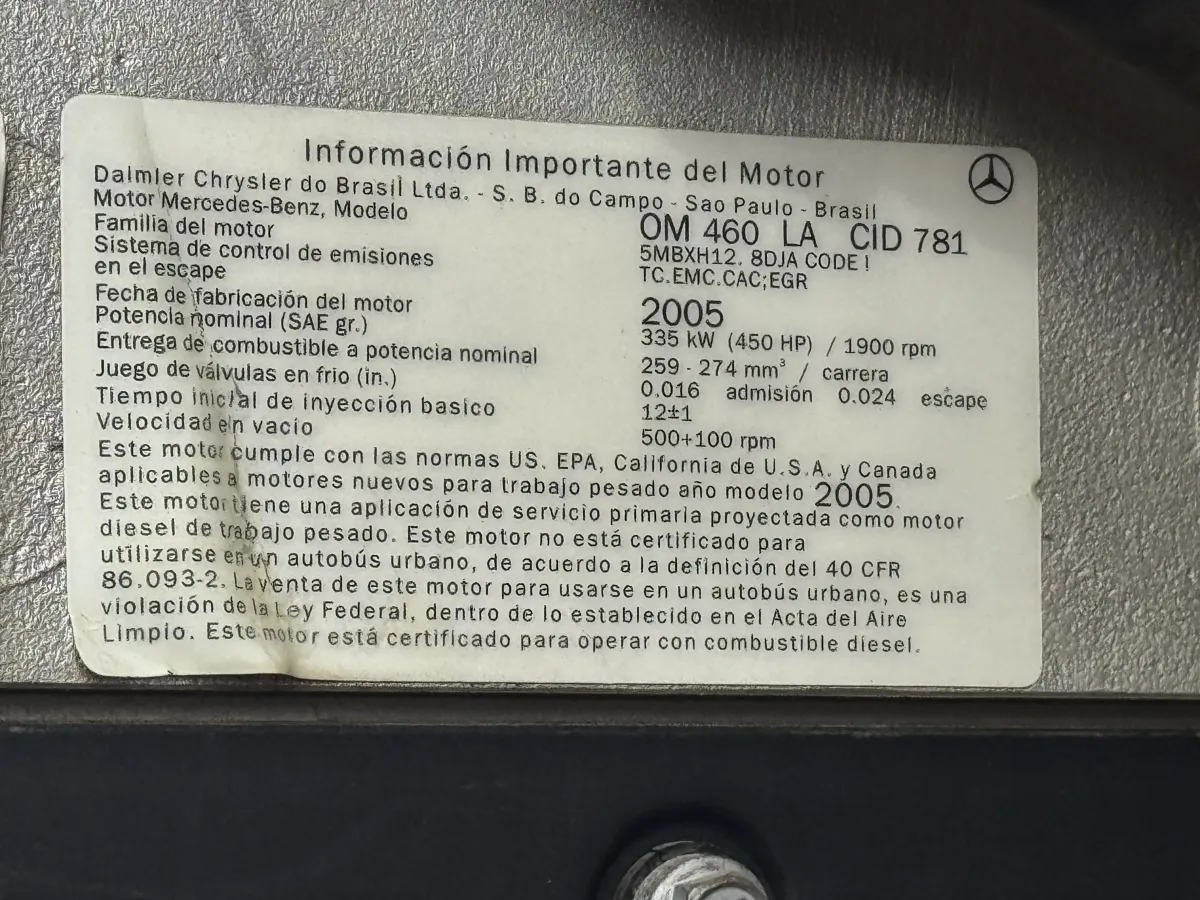 Información Importante del Motor
Daimler Chrysler do Brasil Ltda. - S. B. do Campo - Sao Paulo - Brasil
Motor Mercedes-Benz, Modelo OM 460 LA CID 781
Familia del motor 5MBXH12. 8DJA CODE !
Sistema de control de emisiones TC.EMC.CAC;EGR
en el escape
Fecha de fabricación del motor 2005
Potencia nominal (SAE gr.) 335 kW (450 HP) / 1900 rpm
Entrega de combustible a potencia nominal 259 - 274 mm³ / carrera
Juego de válvulas en frio (in.) 0.016 admisión 0.024 escape
Tiempo inicial de inyección basico 12±1
Velocidad en vacio 500+100 rpm
Este motor cumple con las normas US. EPA, California de U.S.A. y Canada
aplicables a motores nuevos para trabajo pesado año modelo 2005.
Este motor tiene una aplicación de servicio primaria proyectada como motor
diesel de trabajo pesado. Este motor no está certificado para
utilizarse en un autobús urbano, de acuerdo a la definición del 40 CFR
86.093-2. La venta de este motor para usarse en un autobús urbano, es una
violación de la Ley Federal, dentro de lo establecido en el Acta del Aire
Limpio. Este motor está certificado para operar con combustible diesel.